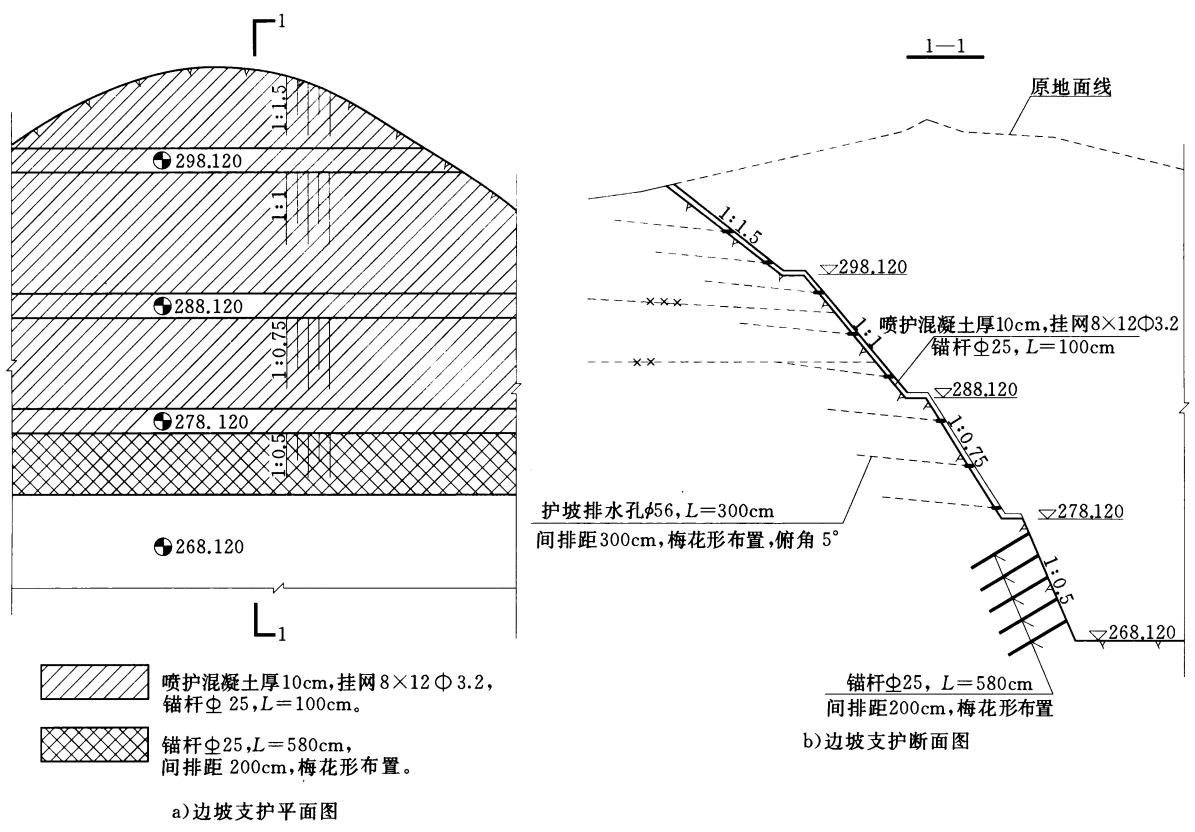 1
1:1.5
298.120
1:1
288.120
1:0.75
278.120
1:0.5
268.120
1
喷护混凝土厚10cm,挂网8×12Φ3.2,
锚杆Φ25,L=100cm。
锚杆Φ25,L=580cm,
间排距200cm,梅花形布置。
a)边坡支护平面图
1—1
原地面线
1:1.5
298.120
喷护混凝土厚10cm,挂网8×12Φ3.2
锚杆Φ25,L=100cm
1:1
288.120
1:0.75
护坡排水孔φ56,L=300cm
间排距300cm,梅花形布置,俯角5°
278.120
1:0.5
268.120
锚杆Φ25,L=580cm
间排距200cm,梅花形布置
b)边坡支护断面图